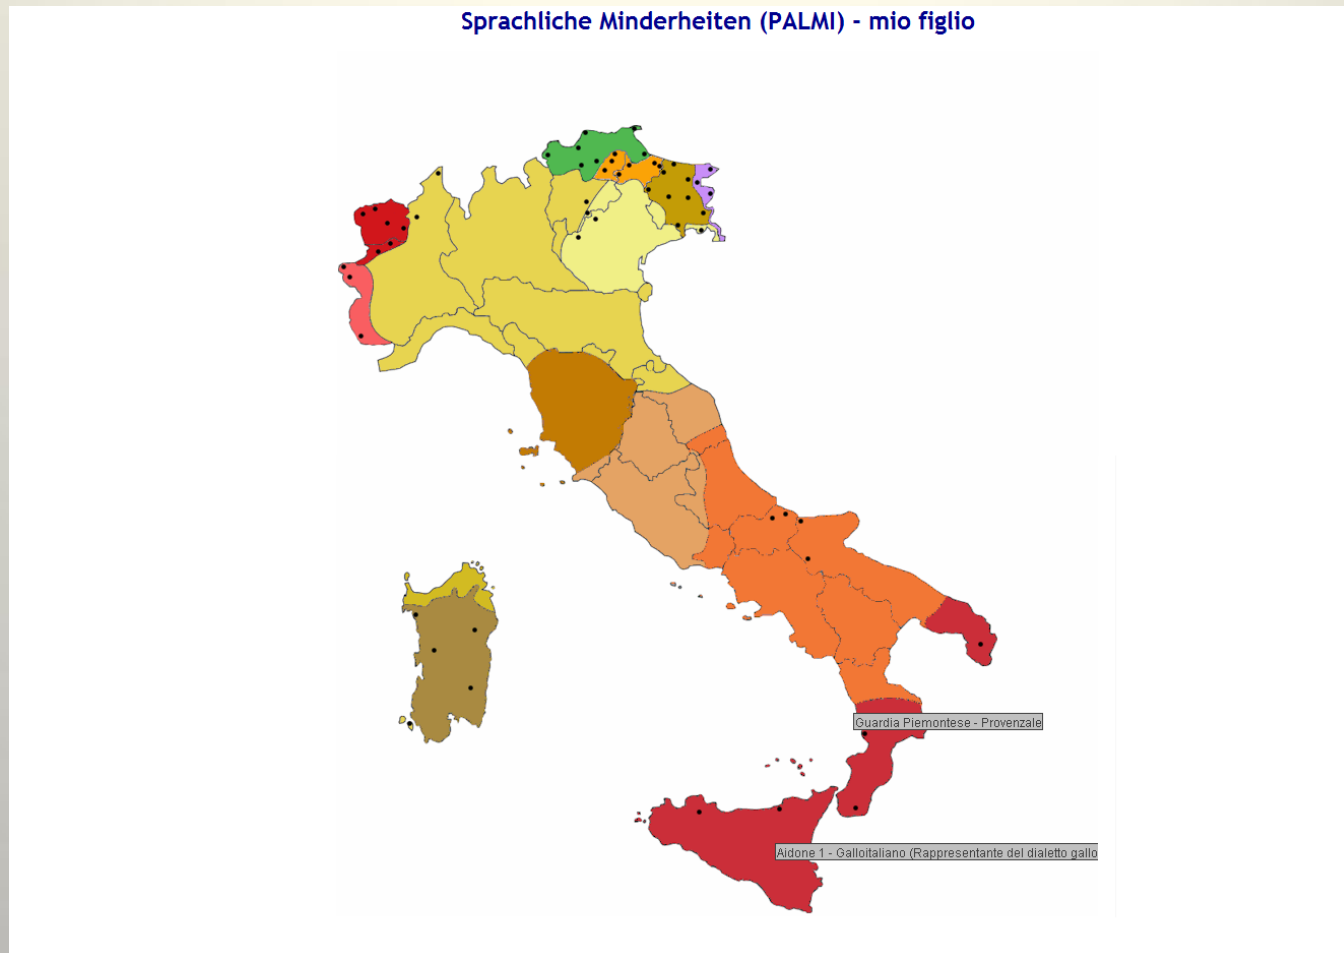 Sprachliche Minderheiten (PALMI) - mio figlio
Guardia Piemontese - Provenzale
Aidone 1 - Galloitaliano (Rappresentante del dialetto gallo